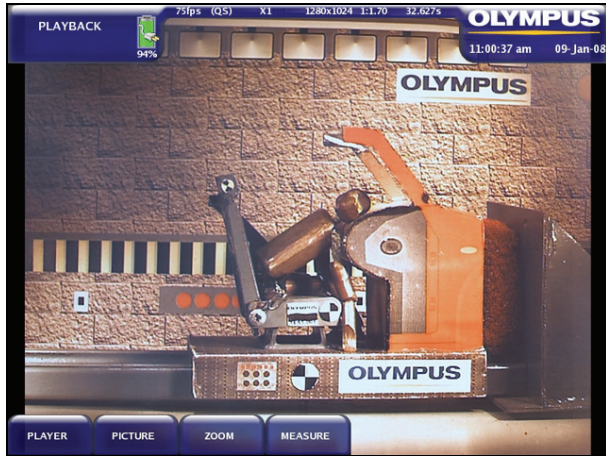 PLAYBACK
94%
75fps (QS) X1 1280x1024 1:1.70 32.627s
OLYMPUS
11:00:37 am 09-Jan-08
OLYMPUS
OLYMPUS
OLYMPUS
PLAYER PICTURE ZOOM MEASURE